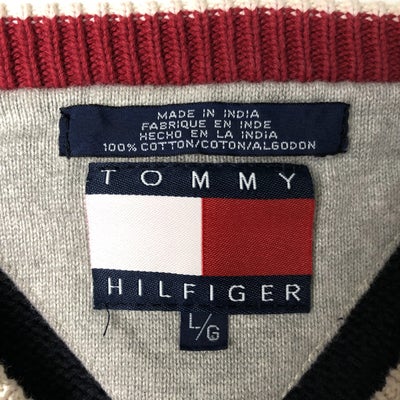 MADE IN INDIA
FABRIQUE EN INDE
HECHO EN LA INDIA
100% COTTON/COTON/ALGODON
TOMMY
HILFIGER
L/G